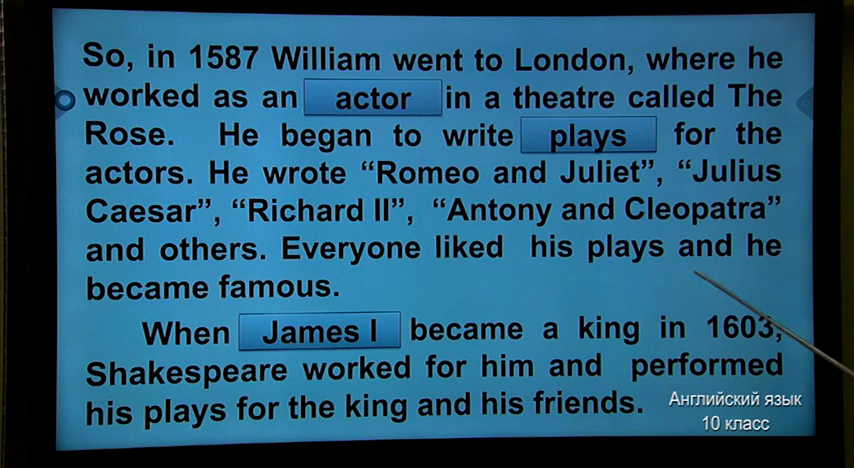 So, in 1587 William went to London, where he
worked as an actor in a theatre called The
Rose. He began to write plays for the
actors. He wrote “Romeo and Juliet”, “Julius
Caesar”, “Richard II”, “Antony and Cleopatra”
and others. Everyone liked his plays and he
became famous.
When James I became a king in 1603,
Shakespeare worked for him and performed
his plays for the king and his friends.
Английский язык
10 класс